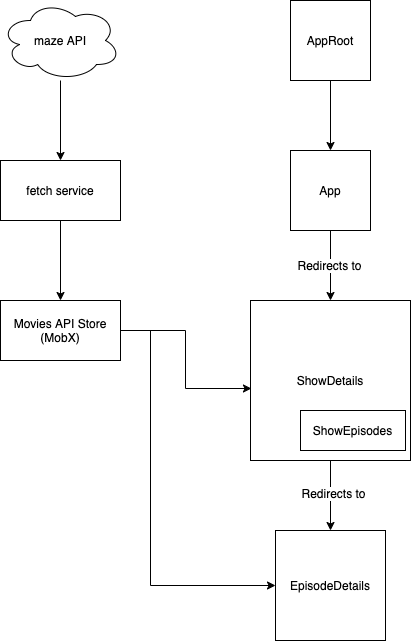 maze API
AppRoot
fetch service
App
Redirects to
Movies API Store
(MobX)
ShowDetails
ShowEpisodes
Redirects to
EpisodeDetails